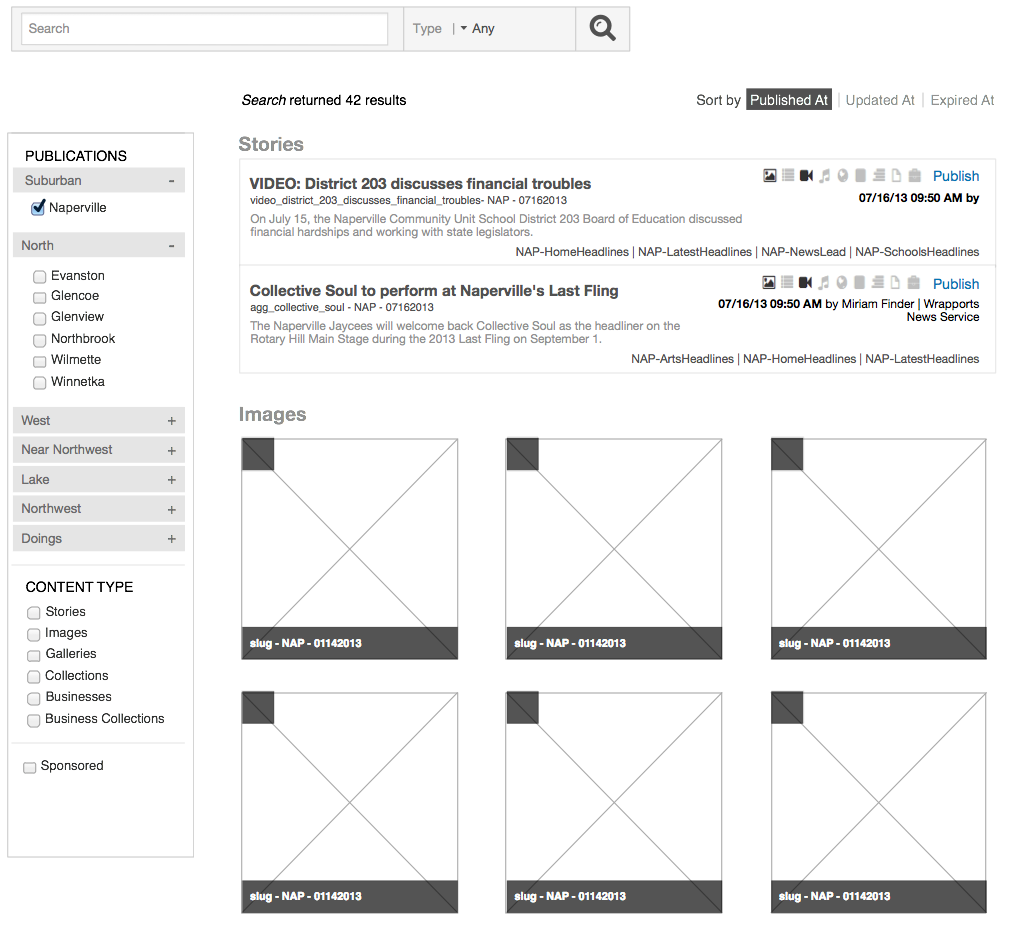 Search
Type | Any
Search returned 42 results
Sort by Published At | Updated At | Expired At
PUBLICATIONS
Suburban -
Naperville
North -
Evanston
Glencoe
Glenview
Northbrook
Wilmette
Winnetka
West +
Near Northwest +
Lake +
Northwest +
Doings +
CONTENT TYPE
Stories
Images
Galleries
Collections
Businesses
Business Collections
Sponsored
Stories
VIDEO: District 203 discusses financial troubles
video_district_203_discusses_financial_troubles- NAP - 07162013
On July 15, the Naperville Community Unit School District 203 Board of Education discussed
financial hardships and working with state legislators.
Publish
07/16/13 09:50 AM by
NAP-HomeHeadlines | NAP-LatestHeadlines | NAP-NewsLead | NAP-SchoolsHeadlines
Collective Soul to perform at Naperville's Last Fling
agg_collective_soul - NAP - 07162013
The Naperville Jaycees will welcome back Collective Soul as the headliner on the
Rotary Hill Main Stage during the 2013 Last Fling on September 1.
Publish
07/16/13 09:50 AM by Miriam Finder | Wrapports
News Service
NAP-ArtsHeadlines | NAP-HomeHeadlines | NAP-LatestHeadlines
Images
slug - NAP - 01142013
slug - NAP - 01142013
slug - NAP - 01142013
slug - NAP - 01142013
slug - NAP - 01142013
slug - NAP - 01142013